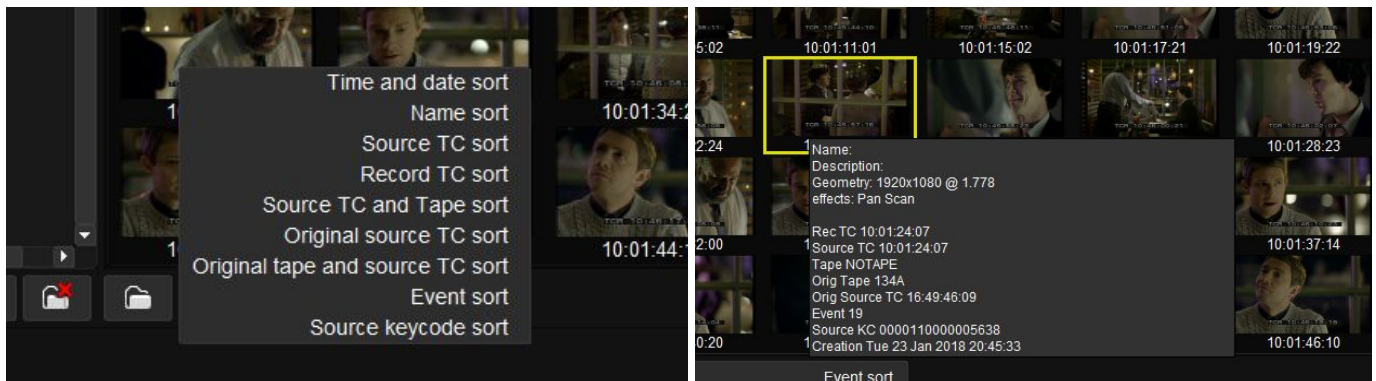 Time and date sort
Name sort
Source TC sort
Record TC sort
Source TC and Tape sort
Original source TC sort
Original tape and source TC sort
Event sort
Source keycode sort
10:01:34:2
10:01:44:
5:02
10:01:11:01
10:01:15:02
10:01:17:21
10:01:19:22
2:24
10:01:28:23
Name:
Description:
Geometry: 1920x1080 @ 1.778
effects: Pan Scan
Rec TC 10:01:24:07
Source TC 10:01:24:07
Tape NOTAPE
Orig Tape 134A
Orig Source TC 16:49:46:09
Event 19
Source KC 0000110000005638
Creation Tue 23 Jan 2018 20:45:33
2:00
10:01:37:14
0:20
10:01:46:10
Event sort